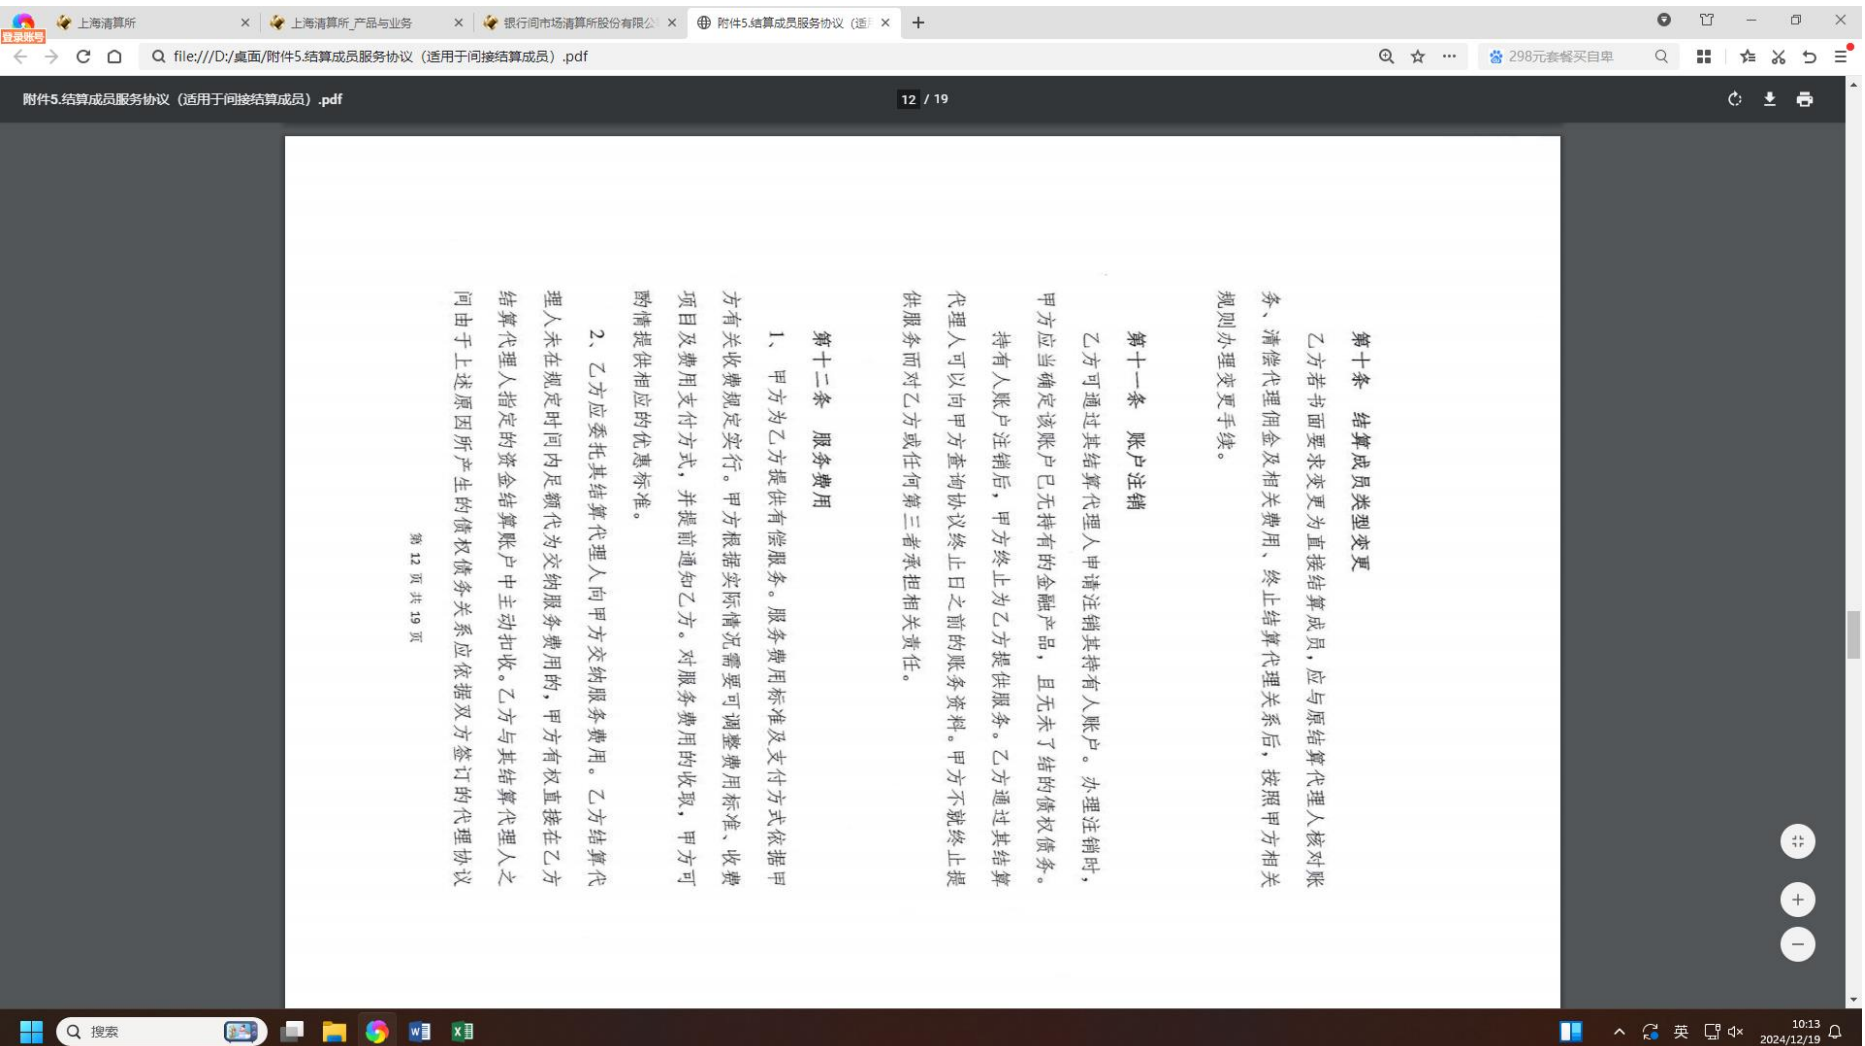 上海清算所
上海清算所_产品与业务
银行间市场清算所股份有限公
附件5.结算成员服务协议（适
登录账号
file:///D:/桌面/附件5.结算成员服务协议（适用于间接结算成员）.pdf
298元套餐买自卑
附件5.结算成员服务协议（适用于间接结算成员）.pdf
12 / 19
第十条 结算成员类型变更
乙方若书面要求变更为直接结算成员，应与原结算代理人核对账
务、清偿代理佣金及相关费用、终止结算代理关系后，按照甲方相关
规则办理变更手续。
第十一条 账户注销
乙方可通过其结算代理人申请注销其持有人账户。办理注销时，
甲方应当确定该账户已无持有的金融产品，且无未了结的债权债务。
持有人账户注销后，甲方终止为乙方提供服务。乙方通过其结算
代理人可以向甲方查询协议终止日之前的账务资料。甲方不就终止提
供服务而对乙方或任何第三者承担相关责任。
第十二条 服务费用
1、 甲方为乙方提供有偿服务。服务费用标准及支付方式依据甲
方有关收费规定实行。甲方根据实际情况需要可调整费用标准、收费
项目及费用支付方式，并提前通知乙方。对服务费用的收取，甲方可
酌情提供相应的优惠标准。
2、乙方应委托其结算代理人向甲方交纳服务费用。乙方结算代
理人未在规定时间内足额代为交纳服务费用的，甲方有权直接在乙方
结算代理人指定的资金结算账户中主动扣收。乙方与其结算代理人之
间由于上述原因所产生的债权债务关系应依据双方签订的代理协议
第 12 页 共 19 页
搜索
英
10:13
2024/12/19